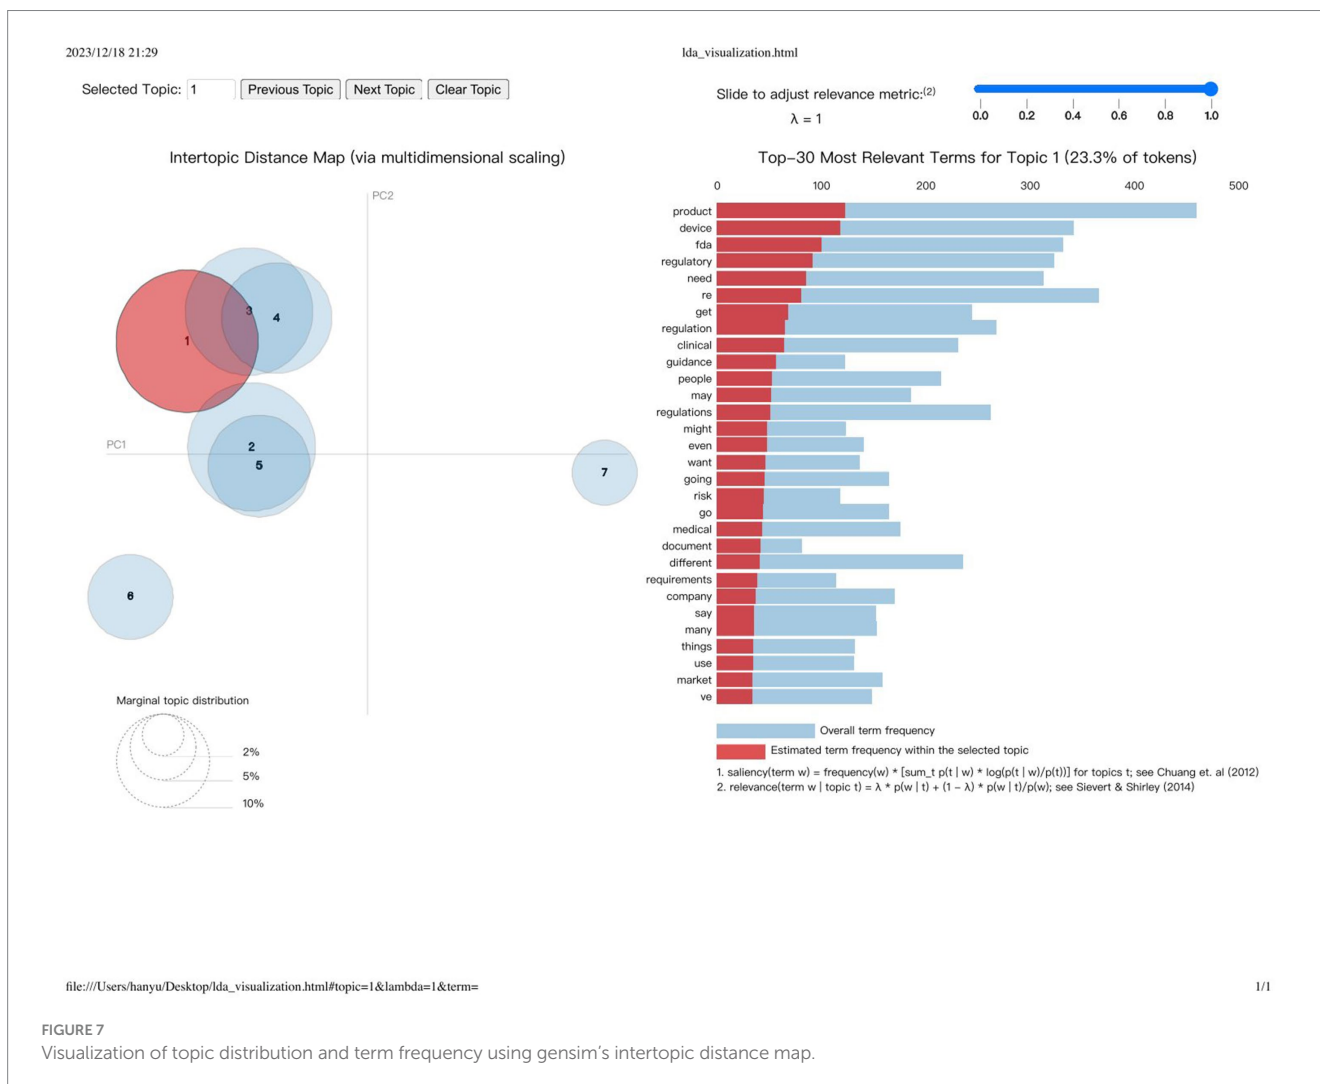 2023/12/18 21:29
lda_visualization.html
Selected Topic: 1 Previous Topic Next Topic Clear Topic
Slide to adjust relevance metric:(2)
λ = 1
0.0 0.2 0.4 0.6 0.8 1.0
Intertopic Distance Map (via multidimensional scaling)
PC2
PC1
3
4
1
2
5
7
6
Marginal topic distribution
2%
5%
10%
Top-30 Most Relevant Terms for Topic 1 (23.3% of tokens)
0 100 200 300 400 500
product
device
fda
regulatory
need
re
get
regulation
clinical
guidance
people
may
regulations
might
even
want
going
risk
go
medical
document
different
requirements
company
say
many
things
use
market
ve
Overall term frequency
Estimated term frequency within the selected topic
1. saliency(term w) = frequency(w) * [sum_t p(t | w) * log(p(t | w)/p(t))] for topics t; see Chuang et. al (2012)
2. relevance(term w | topic t) = λ * p(w | t) + (1 − λ) * p(w | t)/p(w); see Sievert & Shirley (2014)
file:///Users/hanyu/Desktop/lda_visualization.html#topic=1&lambda=1&term=
1/1
FIGURE 7
Visualization of topic distribution and term frequency using gensim's intertopic distance map.